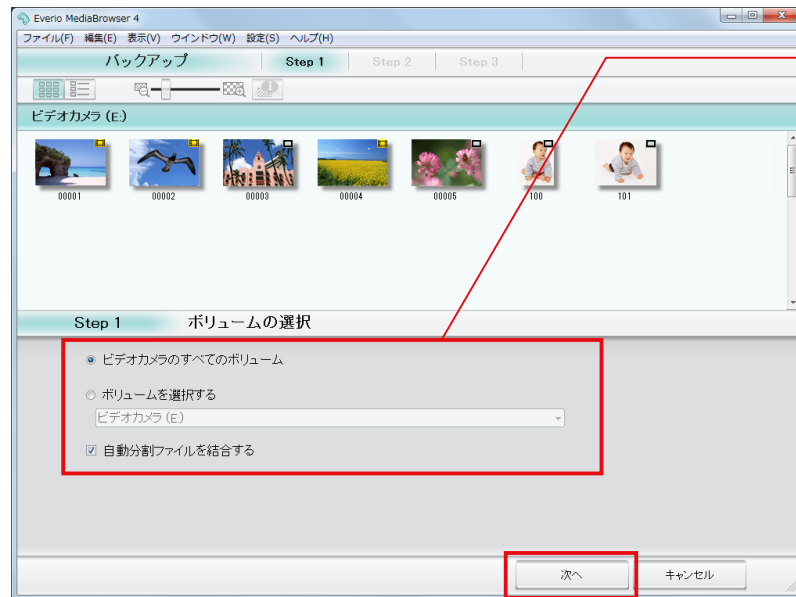 Everio MediaBrowser 4
ファイル(F) 編集(E) 表示(V) ウインドウ(W) 設定(S) ヘルプ(H)
バックアップ Step 1 Step 2 Step 3
ビデオカメラ (E:)
00001 00002 00003 00004 00005 100 101
Step 1 ボリュームの選択
ビデオカメラのすべてのボリューム
ボリュームを選択する
ビデオカメラ (E:)
自動分割ファイルを結合する
次へ キャンセル